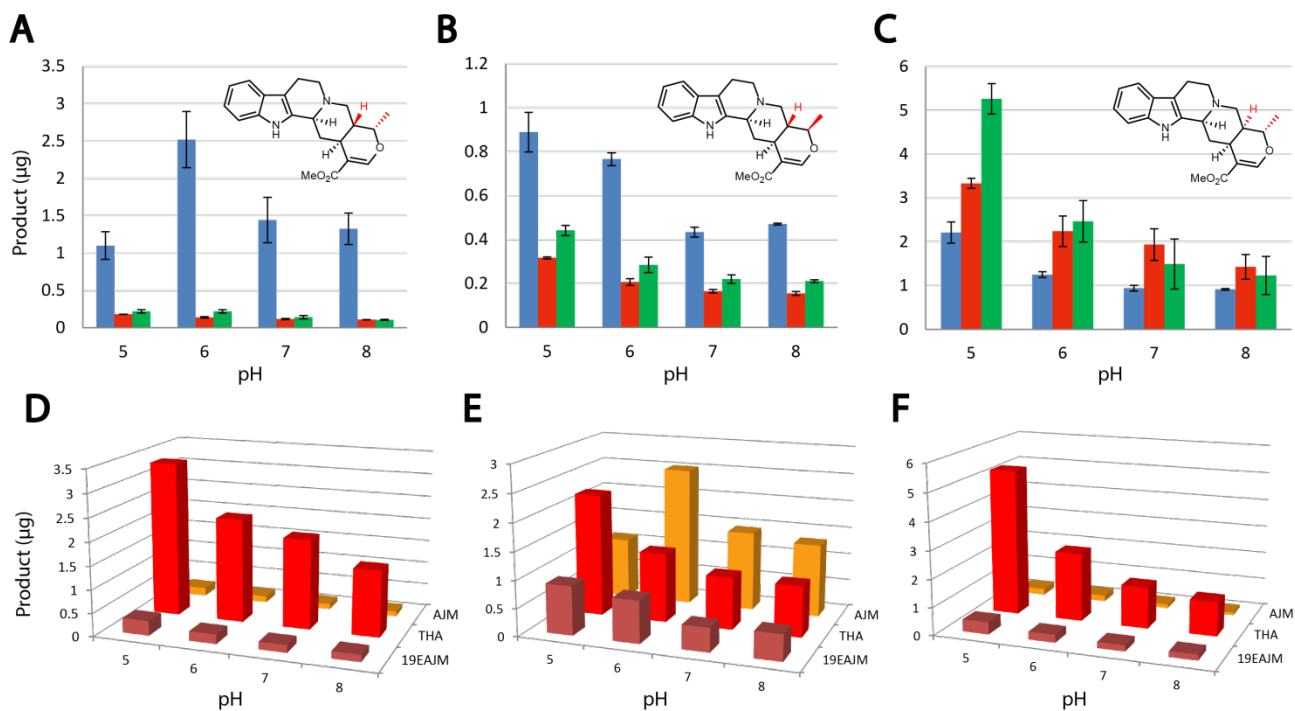 A
B
C
Product (µg)
3.5
3
2.5
2
1.5
1
0.5
0
5 6 7 8
pH
N
N
H
H
H
H
O
MeO₂C
1.2
1
0.8
0.6
0.4
0.2
0
5 6 7 8
pH
N
N
H
H
H
H
O
MeO₂C
6
5
4
3
2
1
0
5 6 7 8
pH
N
N
H
H
H
H
O
MeO₂C
D
E
F
Product (µg)
3.5
3
2.5
2
1.5
1
0.5
0
5 6 7 8
pH
AJM
THA
19EAJM
3
2.5
2
1.5
1
0.5
0
5 6 7 8
pH
AJM
THA
19EAJM
6
5
4
3
2
1
0
5 6 7 8
pH
AJM
THA
19EAJM